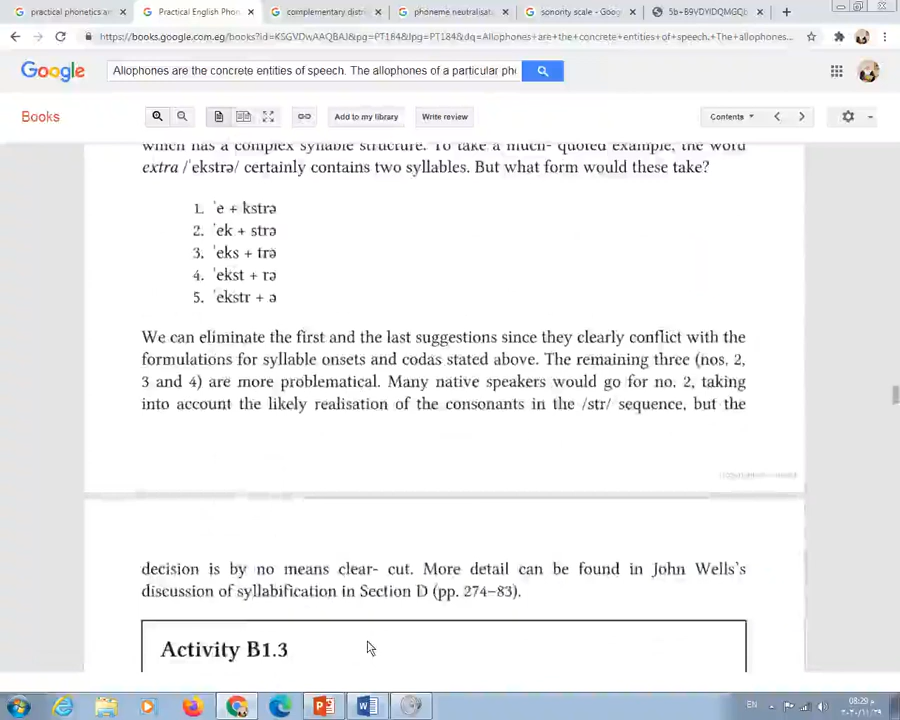 practical phonetics a
Practical English Phon
complementary distr
phoneme neutralisat
sonority scale - Goog
5b+B9VDYIDQMGQL
https://books.google.com.eg/books?id=KSGVDwAAQBAJ&pg=PT184&lpg=PT184&dq=Allophones+are+the+concrete+entities+of+speech.+The+allophones+of+a+particular+pho...
Google
Allophones are the concrete entities of speech. The allophones of a particular pho
Books
Add to my library
Write review
Contents
which has a complex syllable structure. To take a much- quoted example, the word
extra /ˈekstrə/ certainly contains two syllables. But what form would these take?
1. ˈe + kstrə
2. ˈek + strə
3. ˈeks + trə
4. ˈekst + rə
5. ˈekstr + ə
We can eliminate the first and the last suggestions since they clearly conflict with the
formulations for syllable onsets and codas stated above. The remaining three (nos. 2,
3 and 4) are more problematical. Many native speakers would go for no. 2, taking
into account the likely realisation of the consonants in the /str/ sequence, but the
decision is by no means clear- cut. More detail can be found in John Wells's
discussion of syllabification in Section D (pp. 274–83).
Activity B1.3
EN
08:29 م